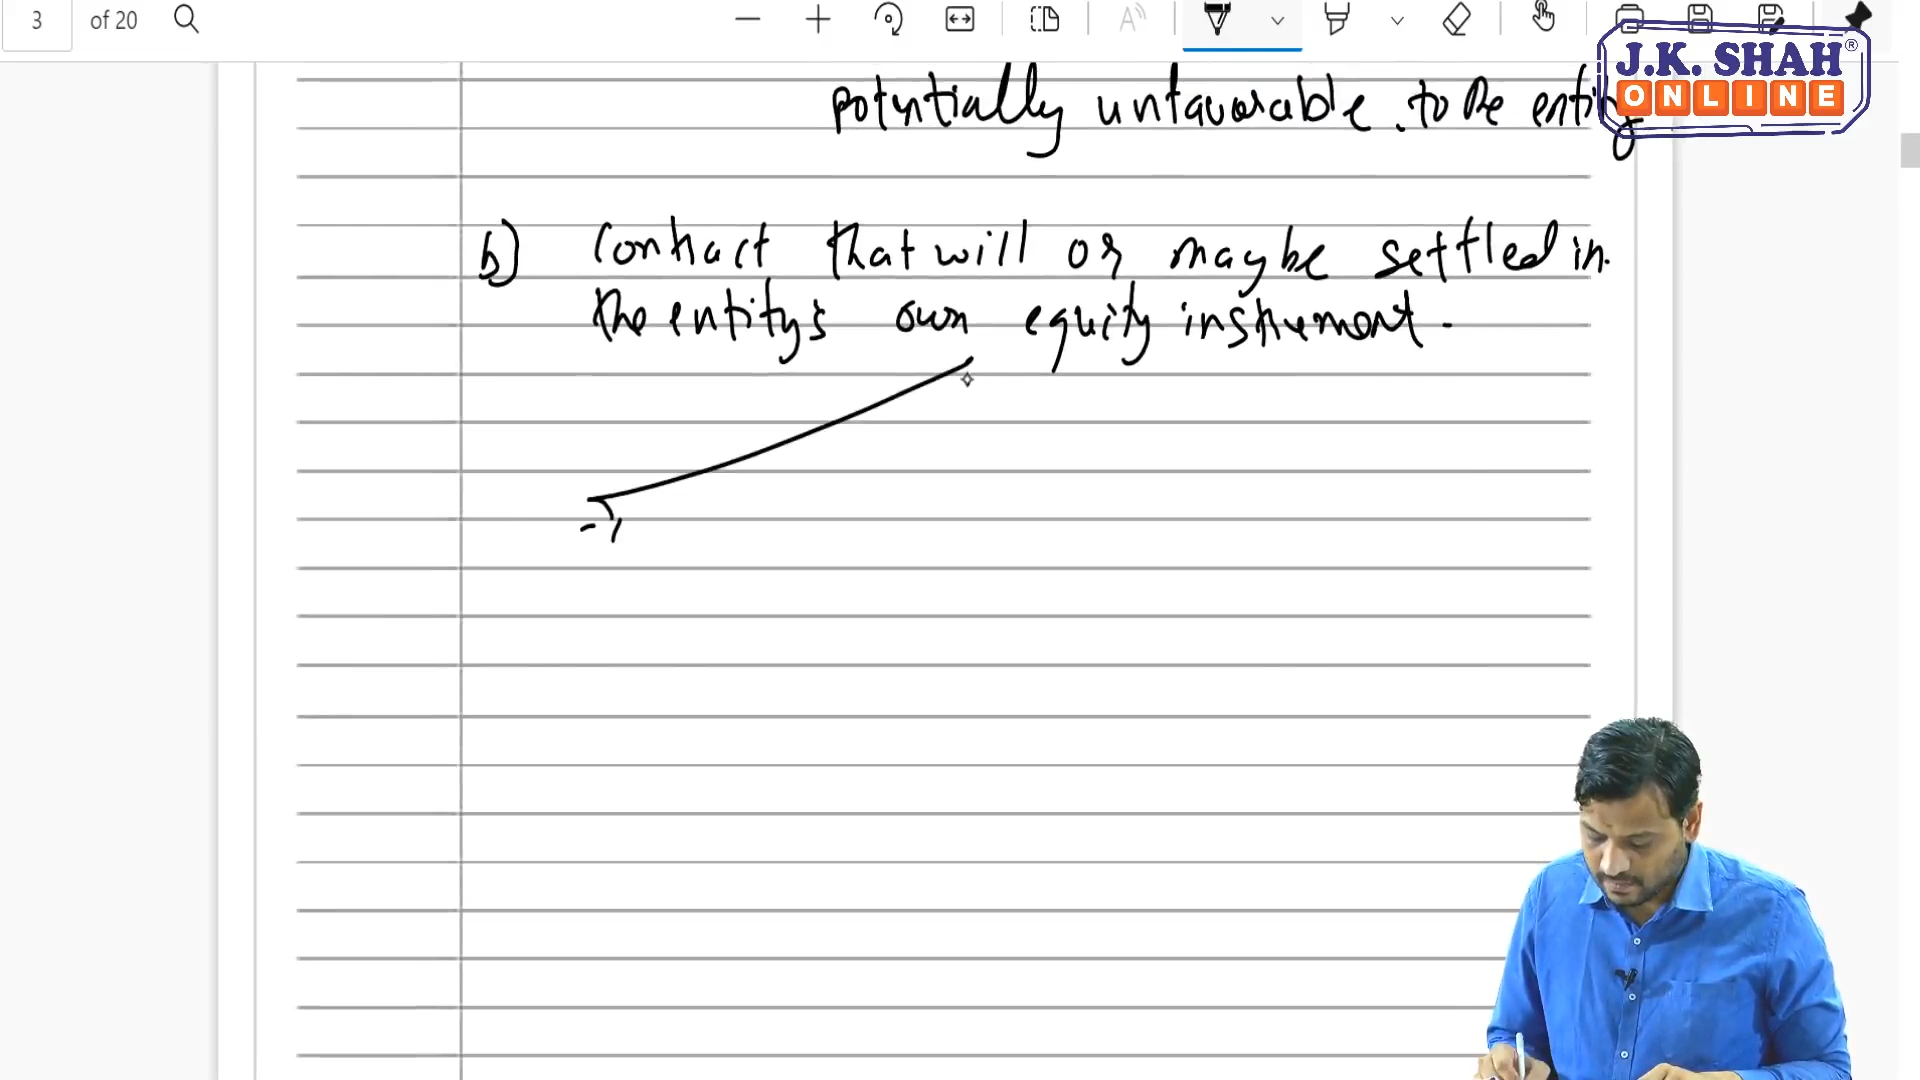 3 of 20
J.K. SHAH®
ONLINE
potentially unfavorable. to the entity
b) Contract that will or maybe settled in.
the entity's own equity instrument.